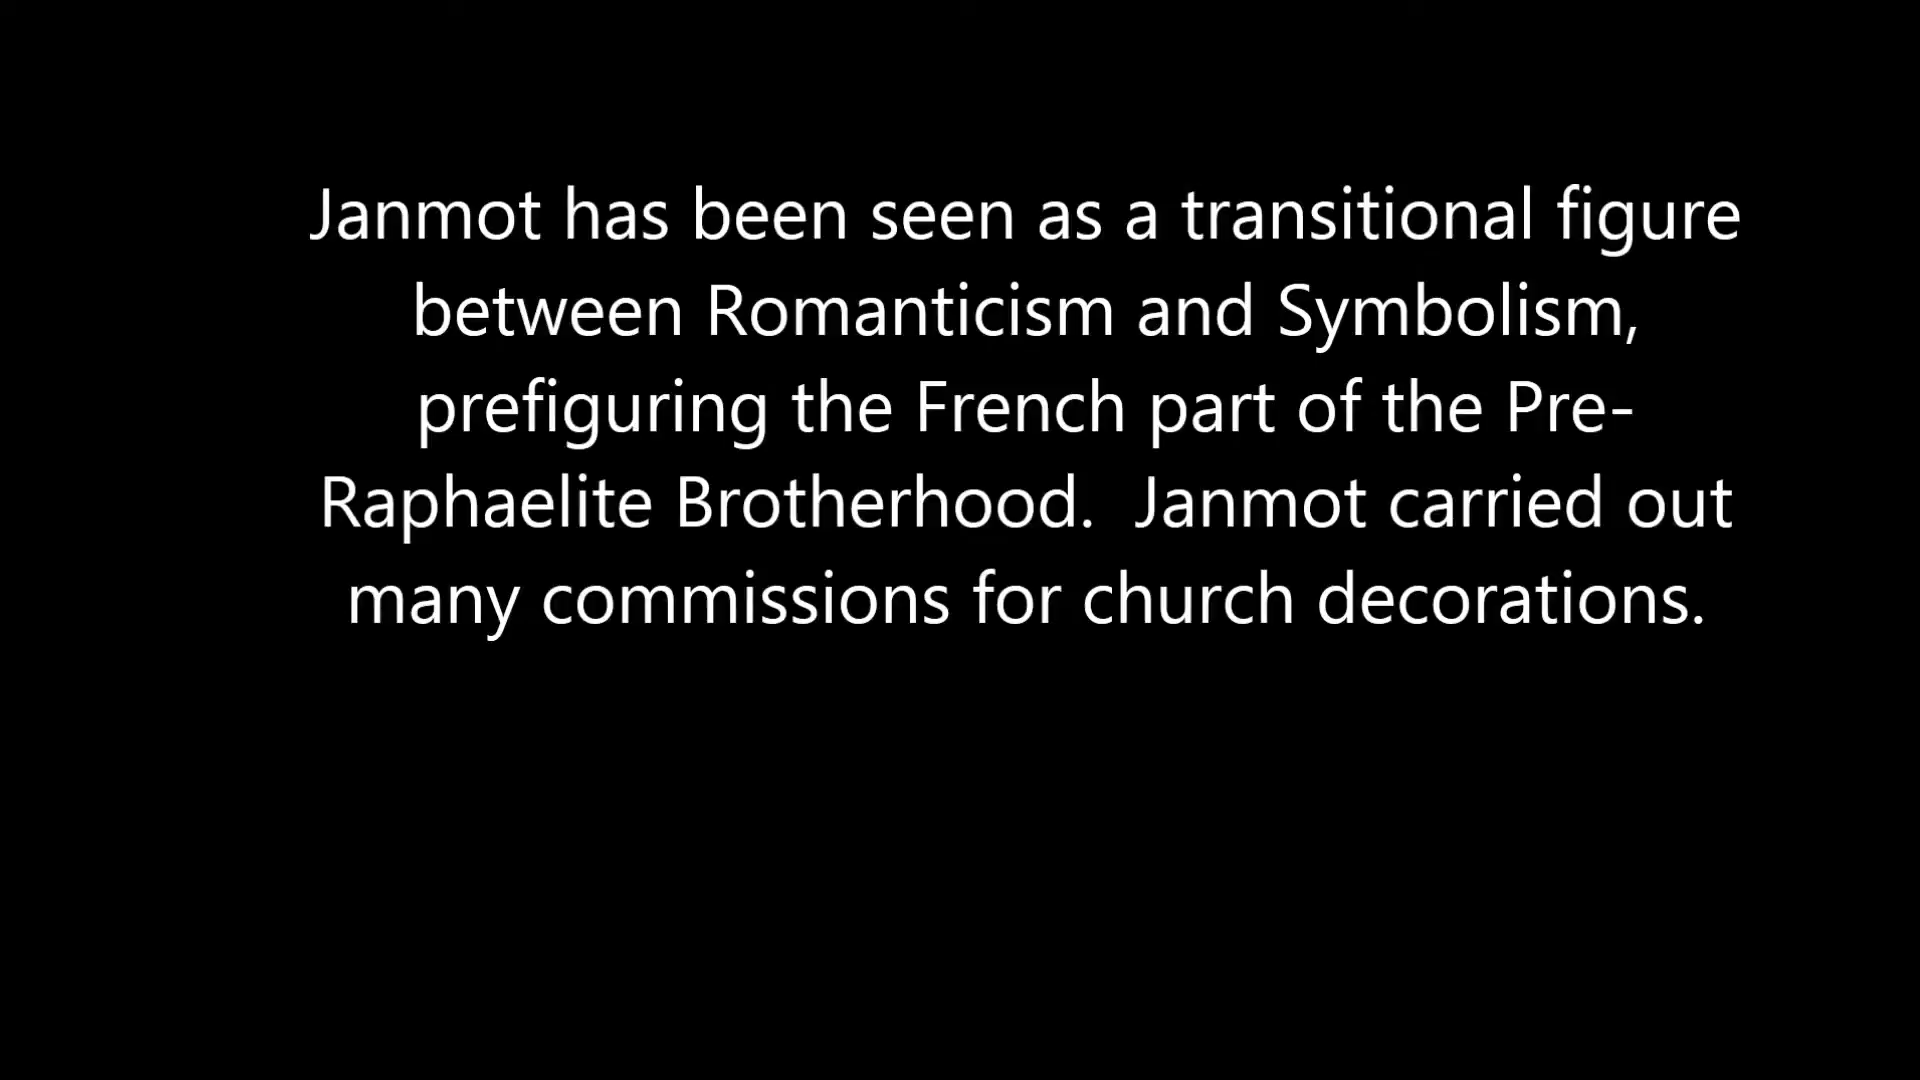 Janmot has been seen as a transitional figure
between Romanticism and Symbolism,
prefiguring the French part of the Pre-
Raphaelite Brotherhood.  Janmot carried out
many commissions for church decorations.